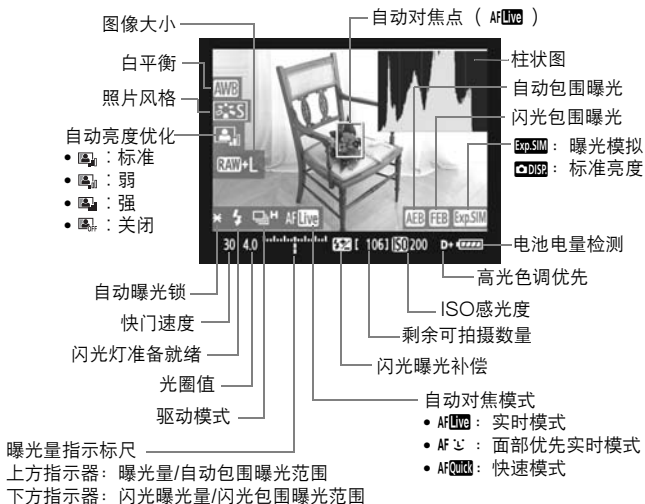 图像大小
自动对焦点（AF Live）
白平衡
柱状图
照片风格
自动包围曝光
自动亮度优化
闪光包围曝光
• ：标准
• ：弱
• ：强
• OFF：关闭
Exp.SIM：曝光模拟
DISP.：标准亮度
AWB
S
RAW+L
H AF Live
AEB FEB Exp.SIM
30 4.0 [ 106] ISO 200 D+
电池电量检测
高光色调优先
自动曝光锁
ISO感光度
快门速度
剩余可拍摄数量
闪光灯准备就绪
闪光曝光补偿
光圈值
驱动模式
自动对焦模式
• AF Live：实时模式
• AF：面部优先实时模式
• AF Quick：快速模式
曝光量指示标尺
上方指示器：曝光量/自动包围曝光范围
下方指示器：闪光曝光量/闪光包围曝光范围